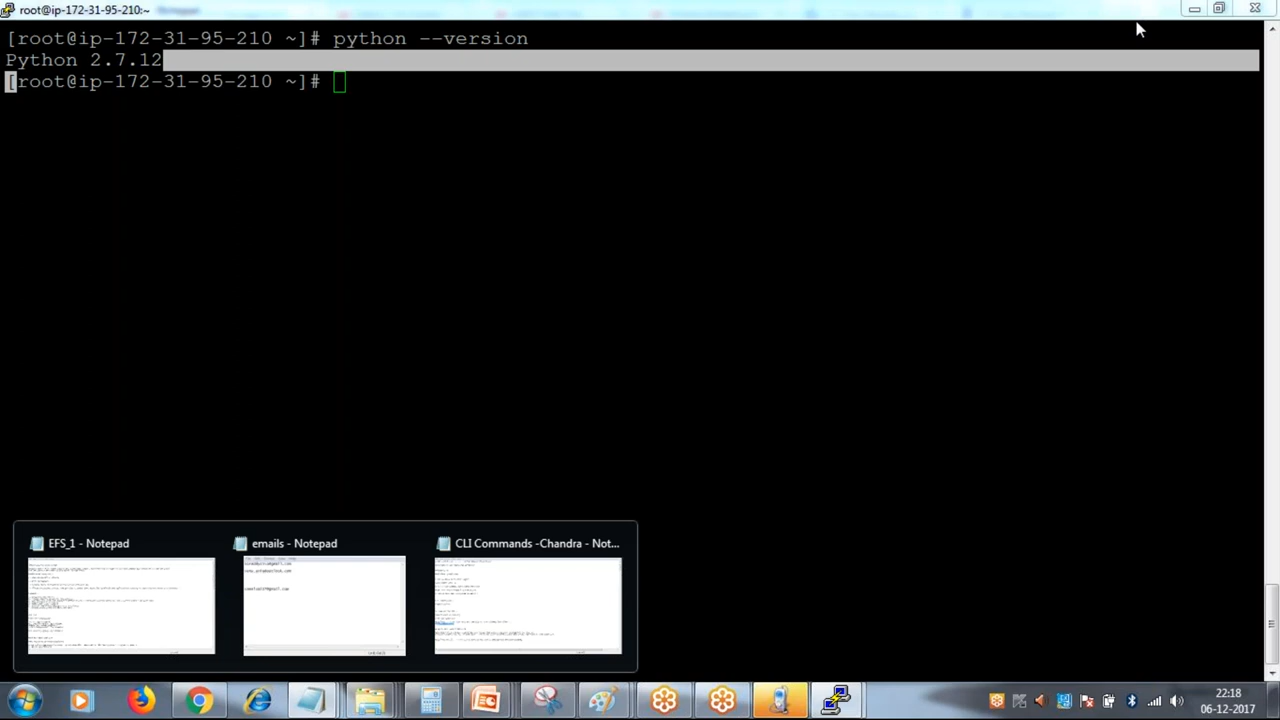 root@ip-172-31-95-210:~
[root@ip-172-31-95-210 ~]# python --version
Python 2.7.12
[root@ip-172-31-95-210 ~]#
EFS_1 - Notepad
emails - Notepad
CLI Commands -Chandra - Not...
22:18
06-12-2017